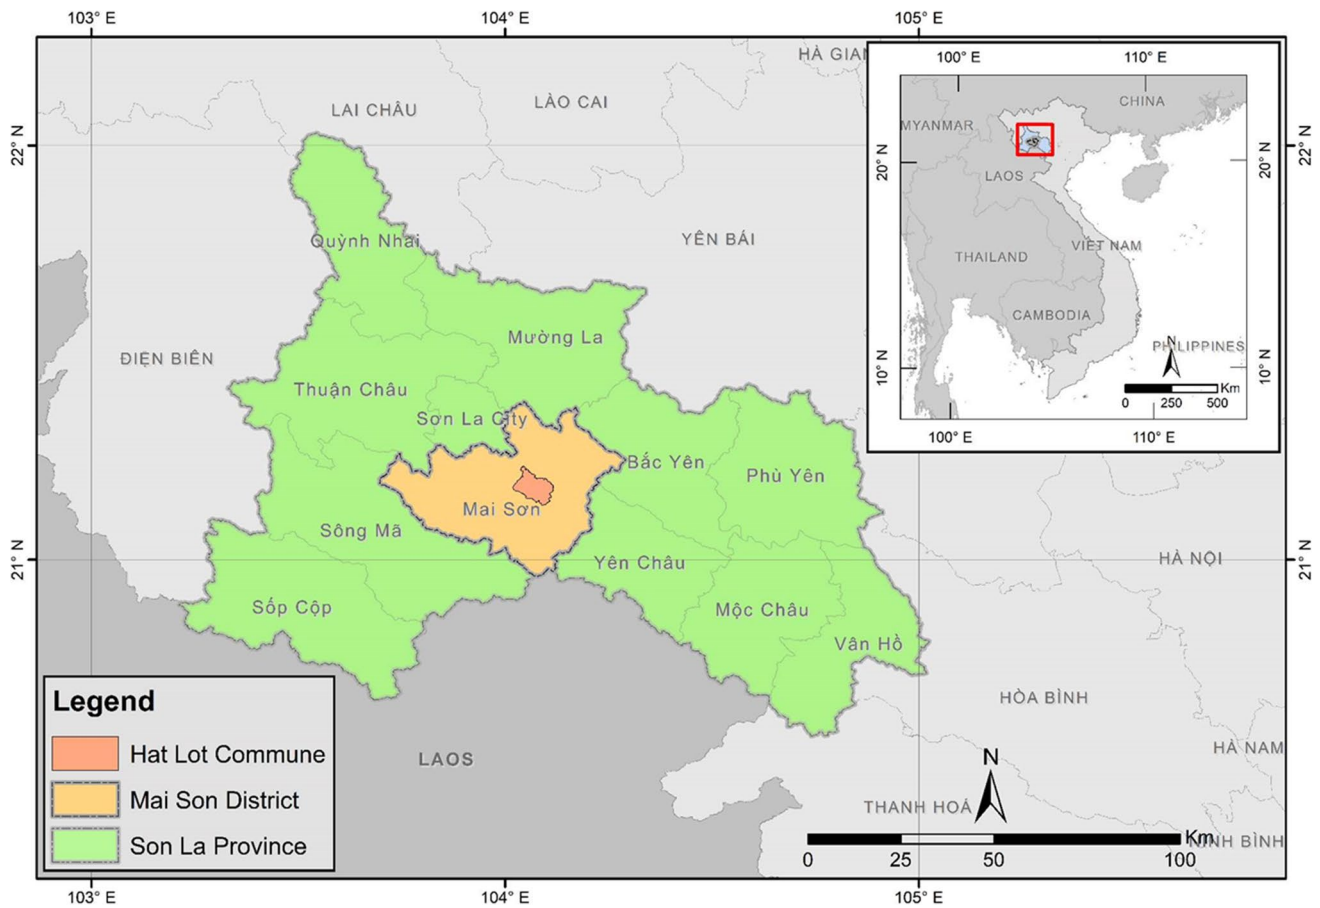 103° E
104° E
105° E
HÀ GIAN
LÀO CAI
LAI CHÂU
22° N
22° N
YÊN BÁI
Quỳnh Nhai
Mường La
ĐIỆN BIÊN
Thuận Châu
Sơn La City
Bắc Yên
Phù Yên
Mai Sơn
Sông Mã
21° N
21° N
Yên Châu
HÀ NỘI
Sốp Cộp
Mộc Châu
Vân Hồ
HÒA BÌNH
HÀ NAM
LAOS
THANH HOÁ
NINH BÌNH
N
Km
0 25 50 100
103° E
104° E
105° E
Legend
Hat Lot Commune
Mai Son District
Son La Province
100° E
110° E
CHINA
MYANMAR
20° N
20° N
LAOS
VIỆT NAM
THAILAND
CAMBODIA
PHILIPPINES
N
10° N
10° N
Km
0 250 500
100° E
110° E